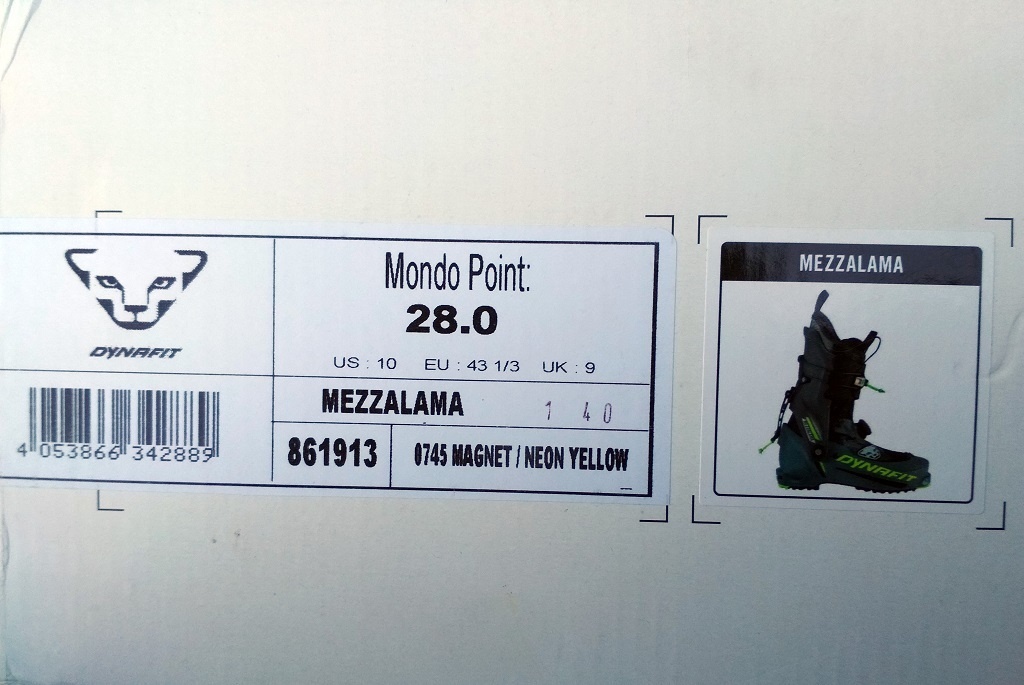 DYNAFIT
4 053866 342889
Mondo Point:
28.0
US : 10 EU : 43 1/3 UK : 9
MEZZALAMA 1 40
861913 0745 MAGNET / NEON YELLOW
MEZZALAMA
DYNAFIT